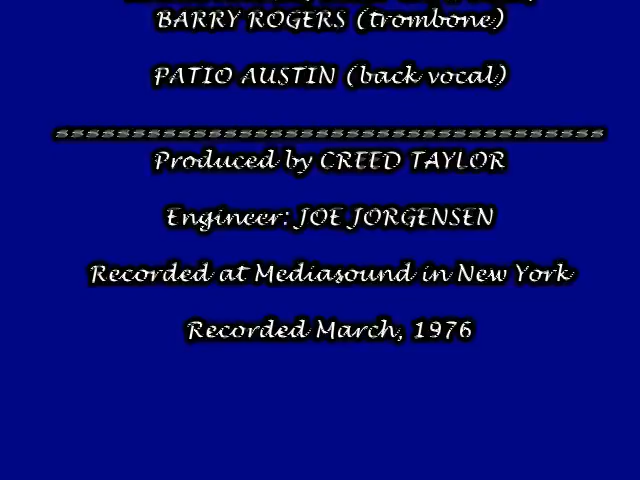 BARRY ROGERS (trombone)
PATIO AUSTIN (back vocal)
====================================
Produced by CREED TAYLOR
Engineer: JOE JORGENSEN
Recorded at Mediasound in New York
Recorded March, 1976